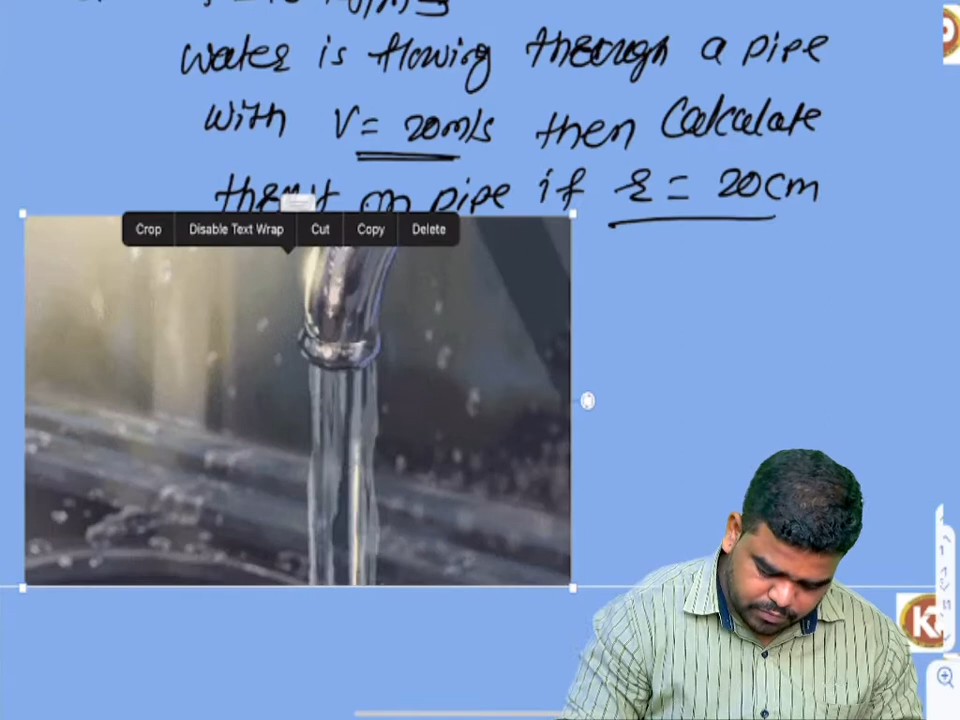 Water is flowing through a pipe
with V = 20m/s then Calculate
on pipe if r = 20cm
Crop Disable Text Wrap Cut Copy Delete
K